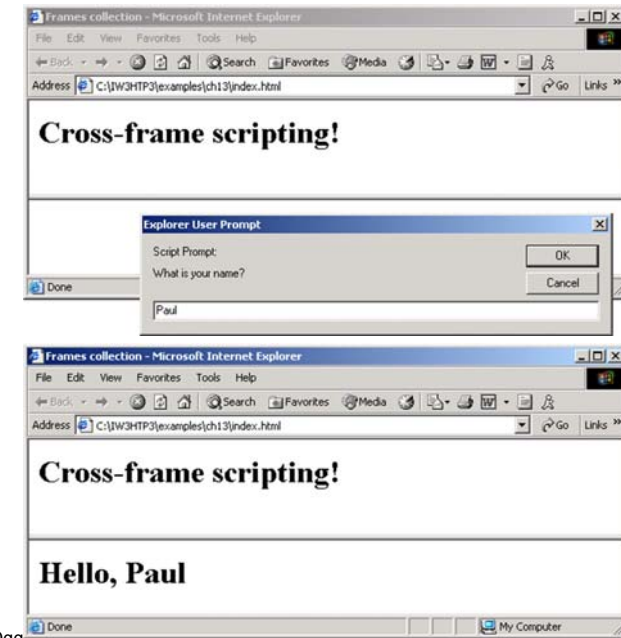 Frames collection - Microsoft Internet Explorer
File Edit View Favorites Tools Help
Back Search Favorites Media
Address C:\IW3HTP3\examples\ch13\index.html Go Links »
Cross-frame scripting!
Explorer User Prompt
Script Prompt:
What is your name?
OK
Cancel
Paul
Done
Frames collection - Microsoft Internet Explorer
File Edit View Favorites Tools Help
Back Search Favorites Media
Address C:\IW3HTP3\examples\ch13\index.html Go Links »
Cross-frame scripting!
Hello, Paul
Done My Computer